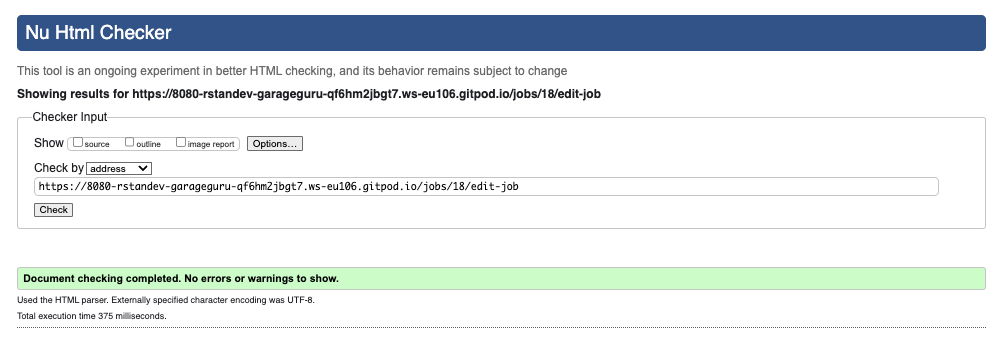 Nu Html Checker
This tool is an ongoing experiment in better HTML checking, and its behavior remains subject to change
Showing results for https://8080-rstandev-garageguru-qf6hm2jbgt7.ws-eu106.gitpod.io/jobs/18/edit-job
Checker Input
Show source outline image report Options...
Check by address
https://8080-rstandev-garageguru-qf6hm2jbgt7.ws-eu106.gitpod.io/jobs/18/edit-job
Check
Document checking completed. No errors or warnings to show.
Used the HTML parser. Externally specified character encoding was UTF-8.
Total execution time 375 milliseconds.